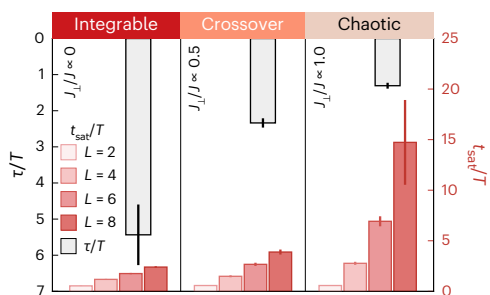 Integrable Crossover Chaotic
0 25
1 20
2 15
3 10
4 5
5 0
6
7
τ/T
t_sat/T
J⊥/J ∝ 0
J⊥/J ∝ 0.5
J⊥/J ∝ 1.0
t_sat/T
L = 2
L = 4
L = 6
L = 8
τ/T